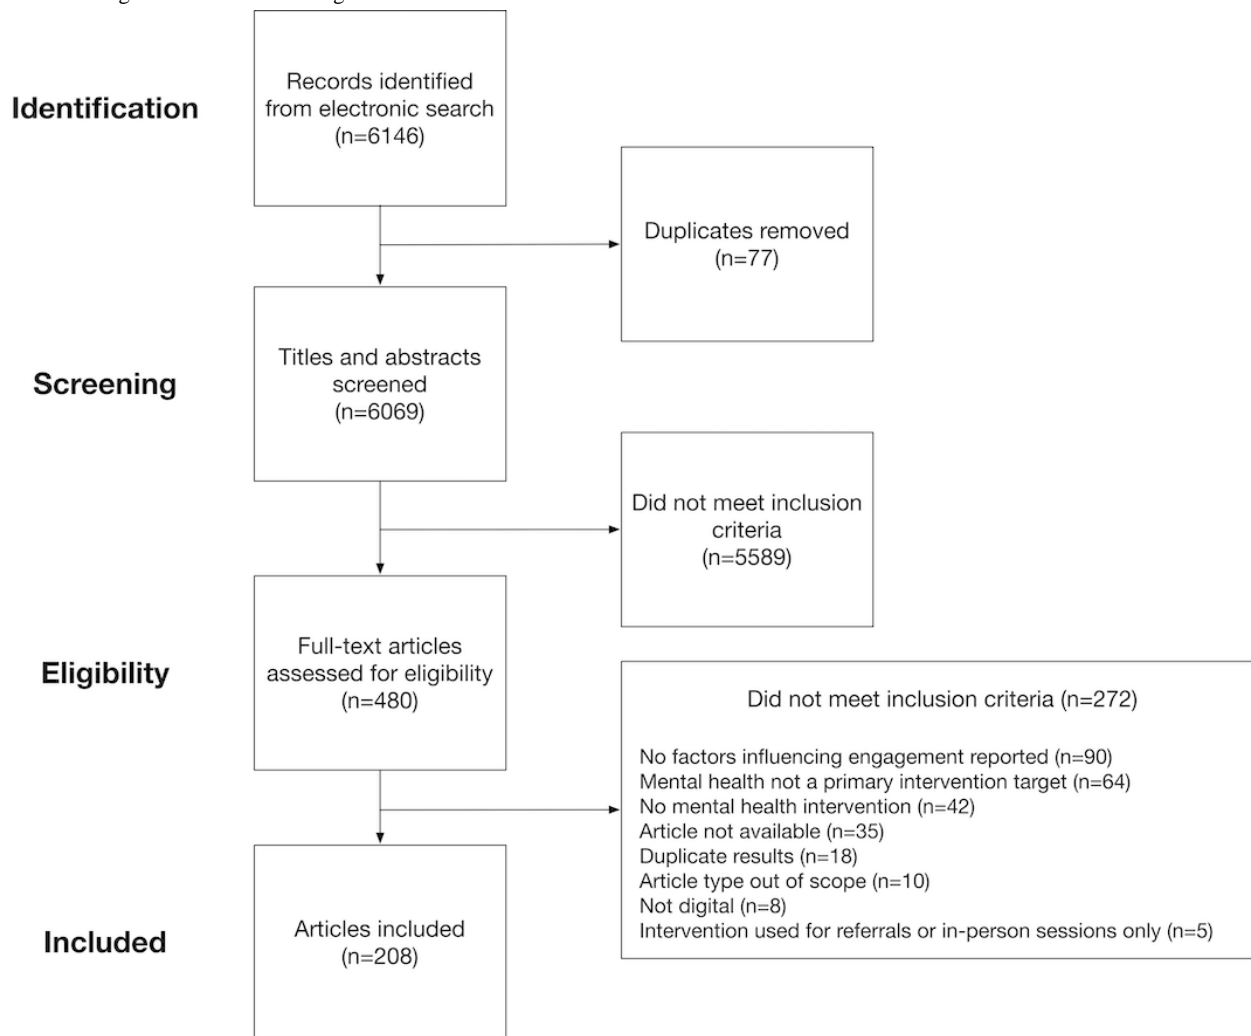 Identification
Records identified
from electronic search
(n=6146)
Duplicates removed
(n=77)
Screening
Titles and abstracts
screened
(n=6069)
Did not meet inclusion
criteria
(n=5589)
Eligibility
Full-text articles
assessed for eligibility
(n=480)
Did not meet inclusion criteria (n=272)
No factors influencing engagement reported (n=90)
Mental health not a primary intervention target (n=64)
No mental health intervention (n=42)
Article not available (n=35)
Duplicate results (n=18)
Article type out of scope (n=10)
Not digital (n=8)
Intervention used for referrals or in-person sessions only (n=5)
Included
Articles included
(n=208)